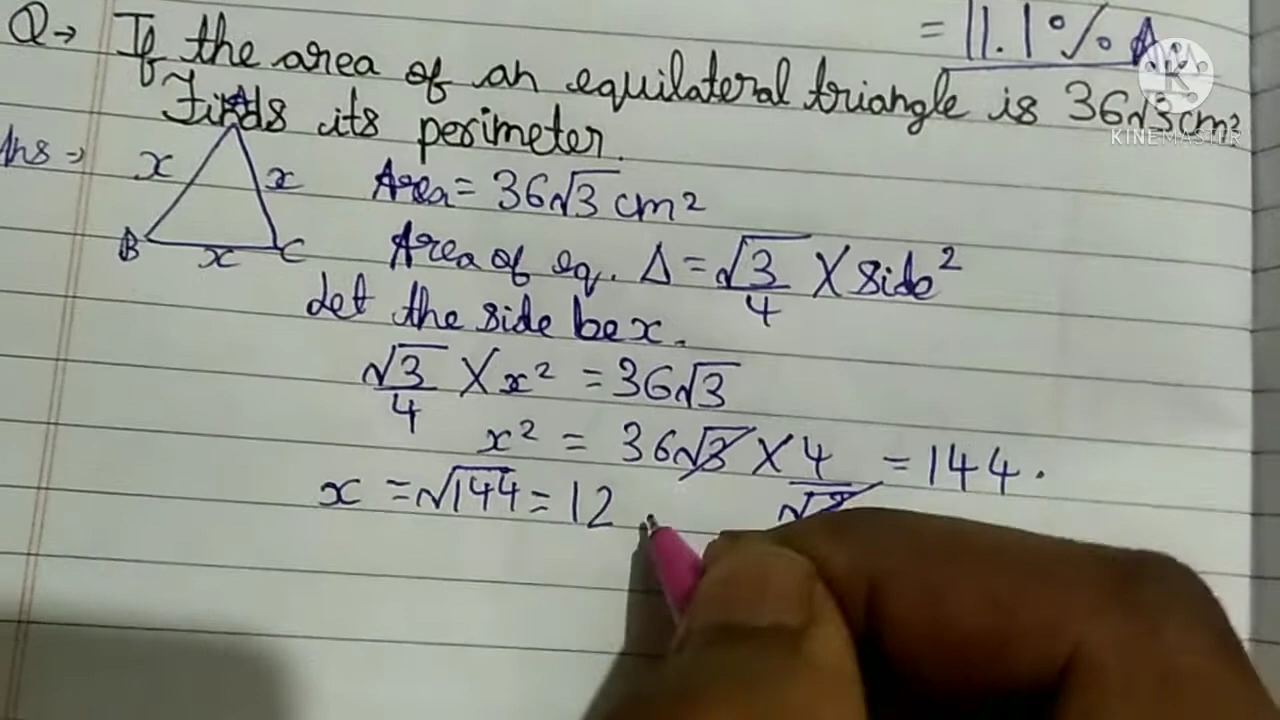 = 11.1% A.
Q→ If the area of an equilateral triangle is 36√3 cm²
Finds its perimeter.
KINEMASTER
Ans→
A
x x Area = 36√3 cm²
B x C Area of eq. Δ = √3/4 × side²
Let the side be x.
√3/4 × x² = 36√3
x² = 36√3 × 4/√3 = 144.
x = √144 = 12